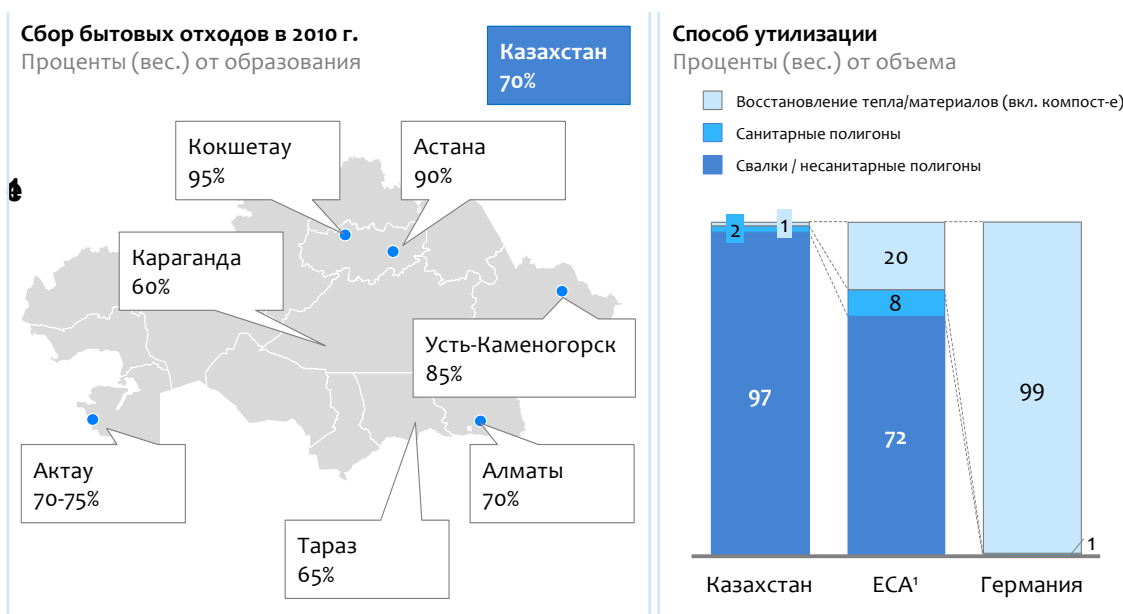 Сбор бытовых отходов в 2010 г.
Проценты (вес.) от образования
Казахстан
70%
Кокшетау
95%
Астана
90%
Караганда
60%
Усть-Каменогорск
85%
Актау
70-75%
Алматы
70%
Тараз
65%
Способ утилизации
Проценты (вес.) от объема
Восстановление тепла/материалов (вкл. компост-е)
Санитарные полигоны
Свалки / несанитарные полигоны
2
1
97
20
8
72
99
1
Казахстан
ECA¹
Германия